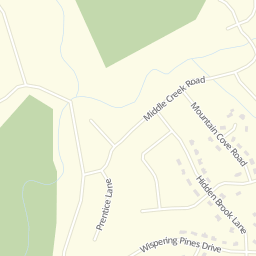 Middle Creek Road
Mountain Cove Road
Hidden Brook Lane
Prentice Lane
Wispering Pines Drive